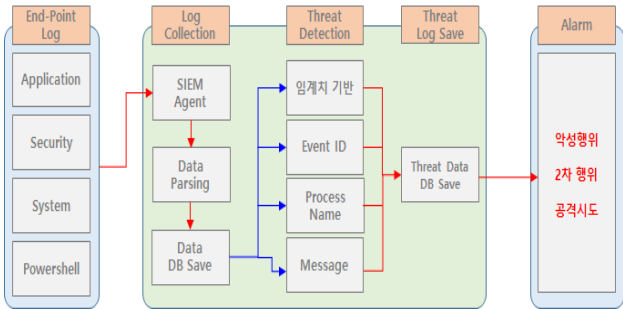 End-Point
Log
Log
Collection
Threat
Detection
Threat
Log Save
Alarm
Application
Security
System
Powershell
SIEM
Agent
Data
Parsing
Data
DB Save
임계치 기반
Event ID
Process
Name
Message
Threat Data
DB Save
악성행위
2차 행위
공격시도